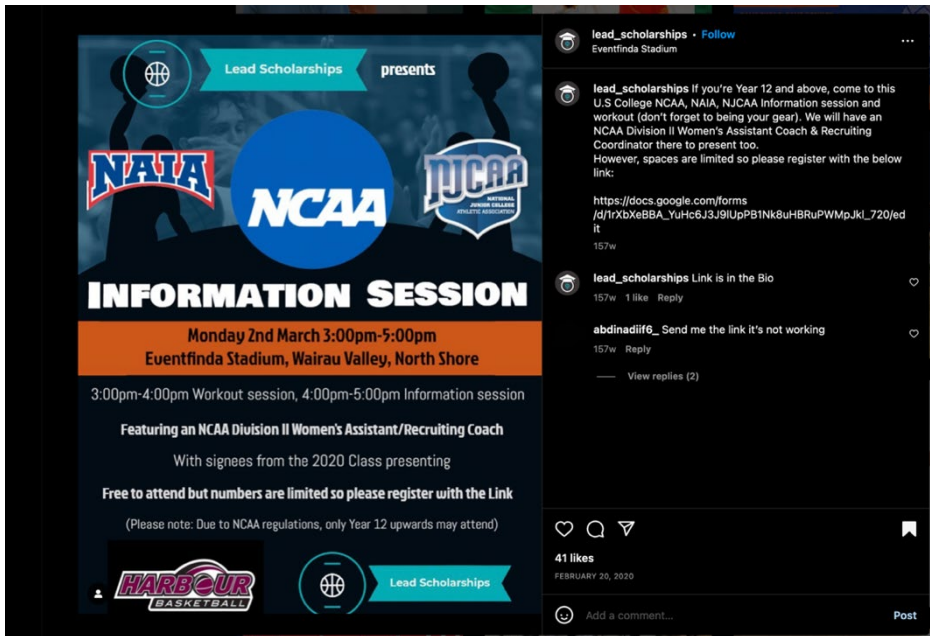 Lead Scholarships
presents
NAIA
NCAA
NJCAA
NATIONAL
JUNIOR COLLEGE
ATHLETIC ASSOCIATION
INFORMATION SESSION
Monday 2nd March 3:00pm-5:00pm
Eventfinda Stadium, Wairau Valley, North Shore
3:00pm-4:00pm Workout session, 4:00pm-5:00pm Information session
Featuring an NCAA Division II Women's Assistant/Recruiting Coach
With signees from the 2020 Class presenting
Free to attend but numbers are limited so please register with the Link
(Please note: Due to NCAA regulations, only Year 12 upwards may attend)
HARBOUR
BASKETBALL
Lead Scholarships
lead_scholarships • Follow
Eventfinda Stadium
lead_scholarships If you're Year 12 and above, come to this
U.S College NCAA, NAIA, NJCAA Information session and
workout (don't forget to being your gear). We will have an
NCAA Division II Women's Assistant Coach & Recruiting
Coordinator there to present too.
However, spaces are limited so please register with the below
link:
https://docs.google.com/forms
/d/1rXbXeBBA_YuHc6J3J9IUpPB1Nk8uHBRuPWMpJkl_720/ed
it
157w
lead_scholarships Link is in the Bio
157w 1 like Reply
abdinadiif6_ Send me the link it's not working
157w Reply
View replies (2)
41 likes
FEBRUARY 20, 2020
Add a comment...
Post